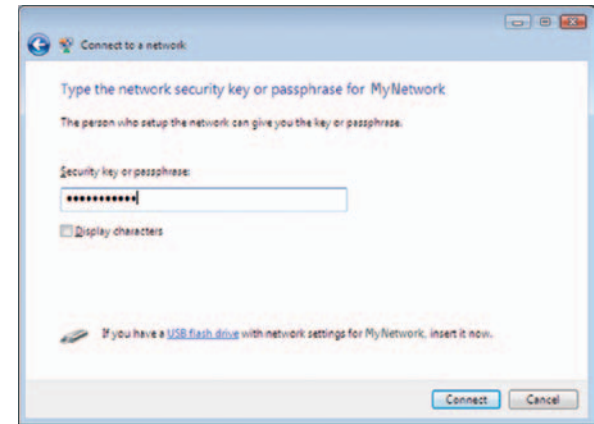 Connect to a network
Type the network security key or passphrase for MyNetwork
The person who setup the network can give you the key or passphrase.
Security key or passphrase:
•••••••••••
Display characters
If you have a USB flash drive with network settings for MyNetwork, insert it now.
Connect Cancel